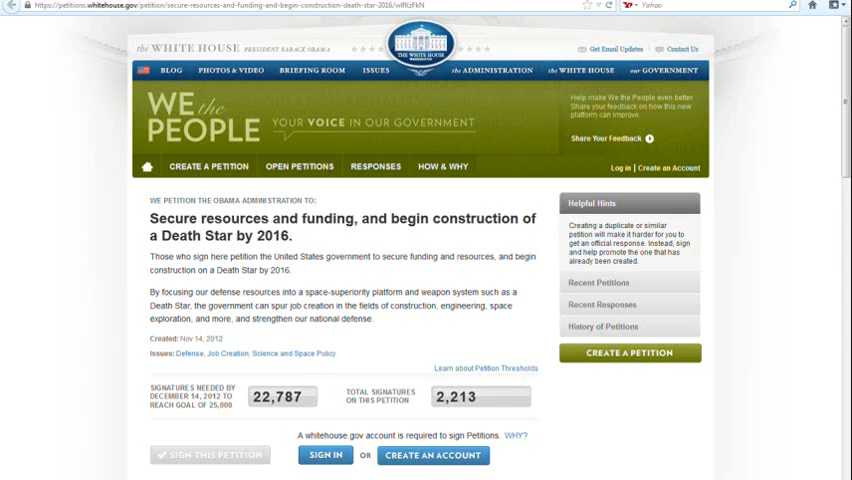 https://petitions.whitehouse.gov/petition/secure-resources-and-funding-and-begin-construction-death-star-2016/wlfKzFkN
Yahoo
the WHITE HOUSE PRESIDENT BARACK OBAMA
THE WHITE HOUSE
WASHINGTON
Get Email Updates
Contact Us
BLOG PHOTOS & VIDEO BRIEFING ROOM ISSUES the ADMINISTRATION the WHITE HOUSE our GOVERNMENT
WE the
PEOPLE
YOUR VOICE IN OUR GOVERNMENT
Help make We the People even better
Share your feedback on how this new
platform can improve.
Share Your Feedback
CREATE A PETITION OPEN PETITIONS RESPONSES HOW & WHY
Log in | Create an Account
WE PETITION THE OBAMA ADMINISTRATION TO:
Secure resources and funding, and begin construction of
a Death Star by 2016.
Those who sign here petition the United States government to secure funding and resources, and begin
construction on a Death Star by 2016.
By focusing our defense resources into a space-superiority platform and weapon system such as a
Death Star, the government can spur job creation in the fields of construction, engineering, space
exploration, and more, and strengthen our national defense.
Created: Nov 14, 2012
Issues: Defense, Job Creation, Science and Space Policy
Learn about Petition Thresholds
SIGNATURES NEEDED BY
DECEMBER 14, 2012 TO
REACH GOAL OF 25,000
22,787
TOTAL SIGNATURES
ON THIS PETITION
2,213
A whitehouse.gov account is required to sign Petitions. WHY?
SIGN THIS PETITION
SIGN IN OR CREATE AN ACCOUNT
Helpful Hints
Creating a duplicate or similar
petition will make it harder for you to
get an official response. Instead, sign
and help promote the one that has
already been created.
Recent Petitions
Recent Responses
History of Petitions
CREATE A PETITION